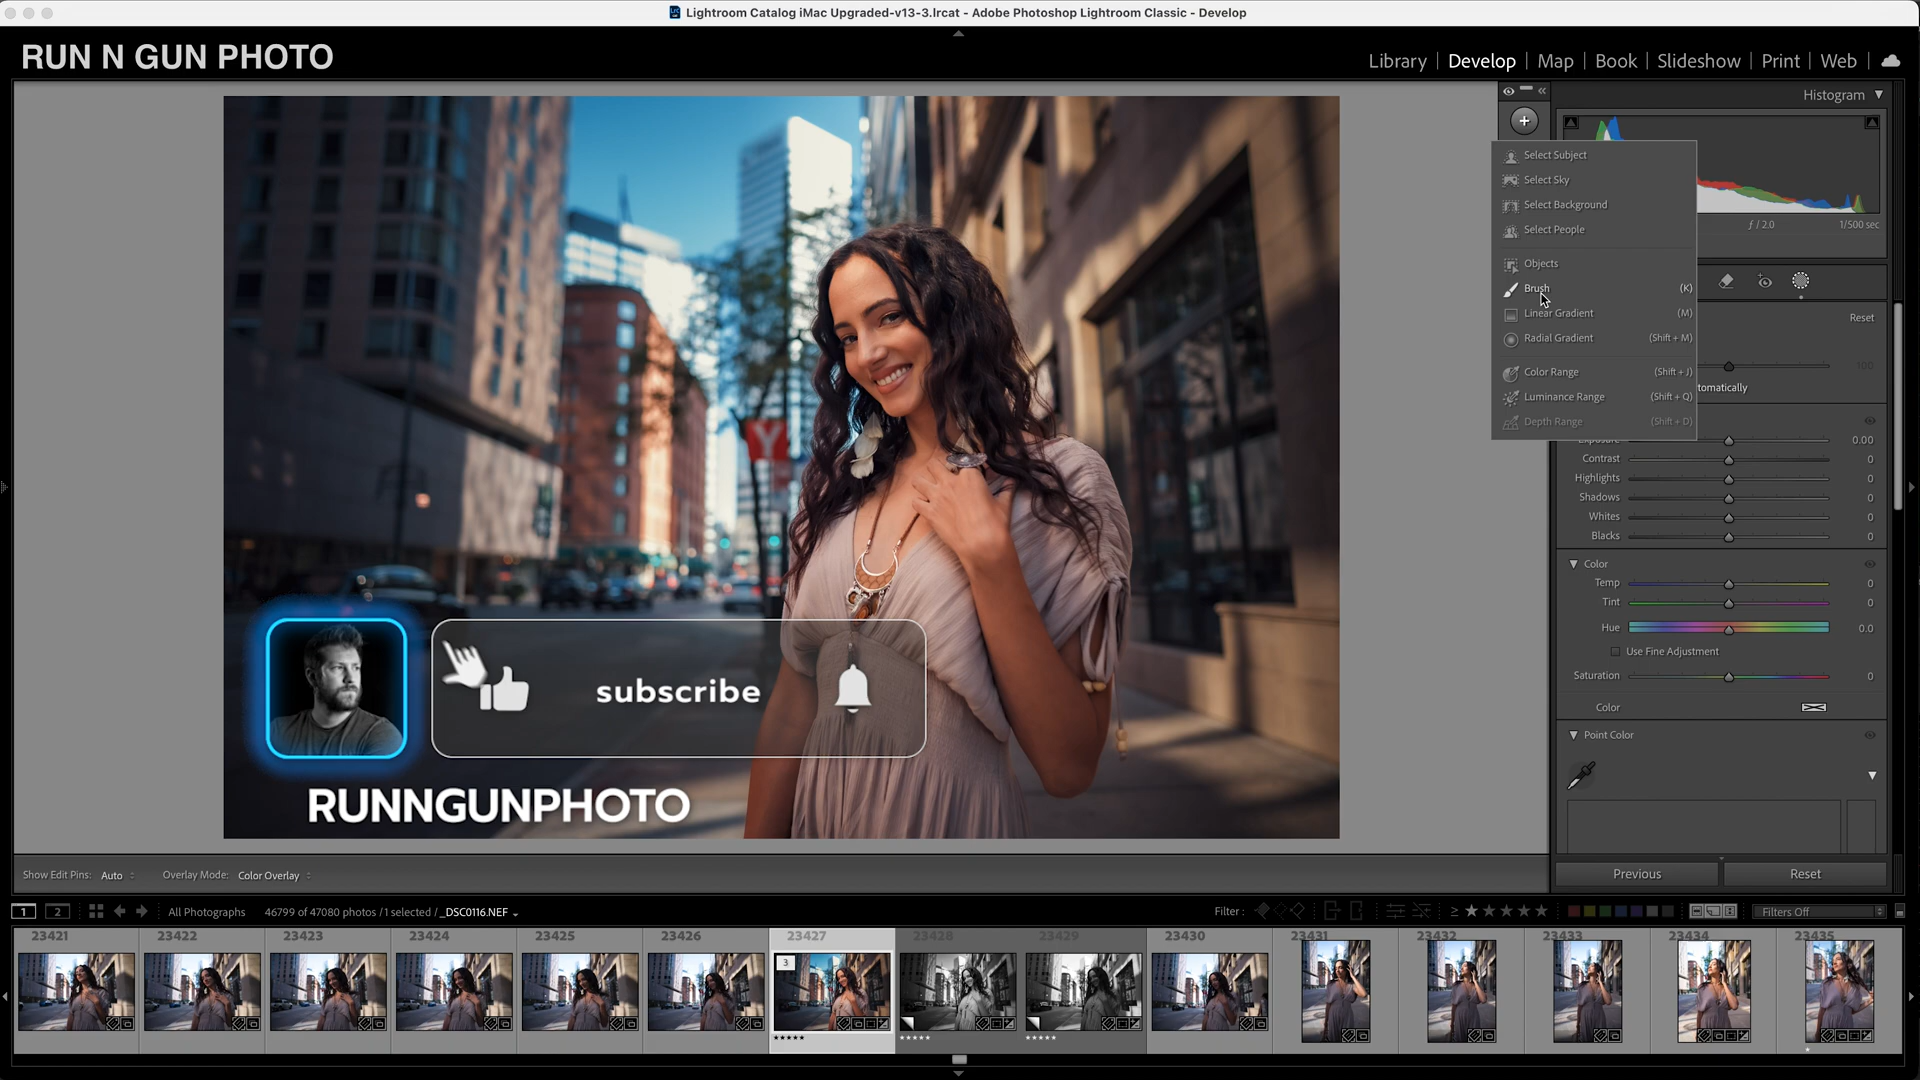 Lightroom Catalog iMac Upgraded-v13-3.lrcat - Adobe Photoshop Lightroom Classic - Develop
RUN N GUN PHOTO
Library | Develop | Map | Book | Slideshow | Print | Web
Histogram
ƒ / 2.0 1/500 sec
Select Subject
Select Sky
Select Background
Select People
Objects
Brush (K)
Linear Gradient (M)
Radial Gradient (Shift + M)
Color Range (Shift + J)
Luminance Range (Shift + Q)
Depth Range (Shift + D)
Reset
100
tomatically
Exposure 0.00
Contrast 0
Highlights 0
Shadows 0
Whites 0
Blacks 0
Color
Temp 0
Tint 0
Hue 0.0
Use Fine Adjustment
Saturation 0
Color
Point Color
Previous Reset
Y
subscribe
RUNNGUNPHOTO
Show Edit Pins: Auto Overlay Mode: Color Overlay
1 2 All Photographs 46799 of 47080 photos / 1 selected / _DSC0116.NEF Filter : ≥ Filters Off
23421 23422 23423 23424 23425 23426 23427 23428 23429 23430 23431 23432 23433 23434 23435
3